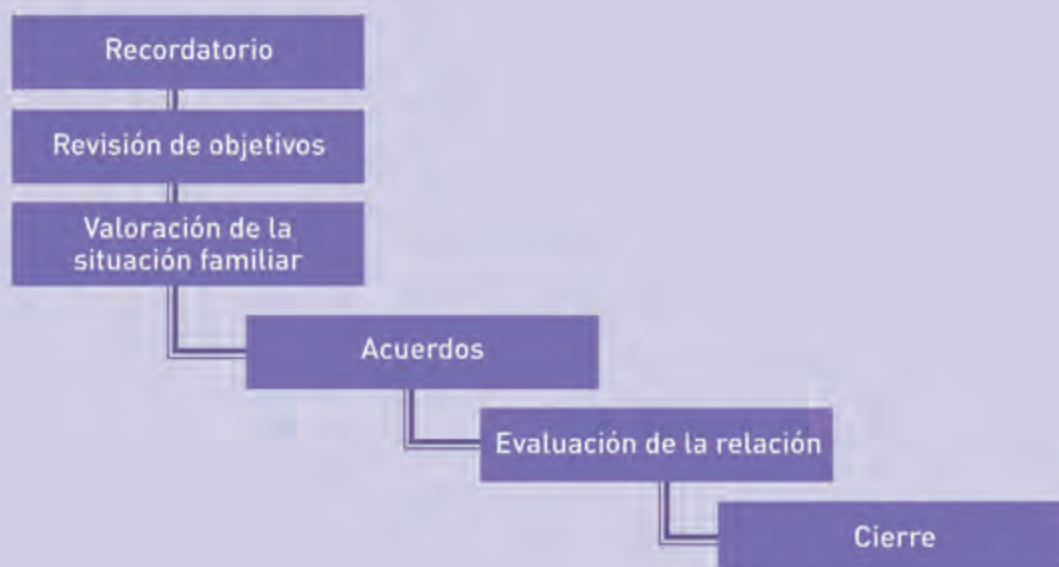 Recordatorio
Revisión de objetivos
Valoración de la
situación familiar
Acuerdos
Evaluación de la relación
Cierre